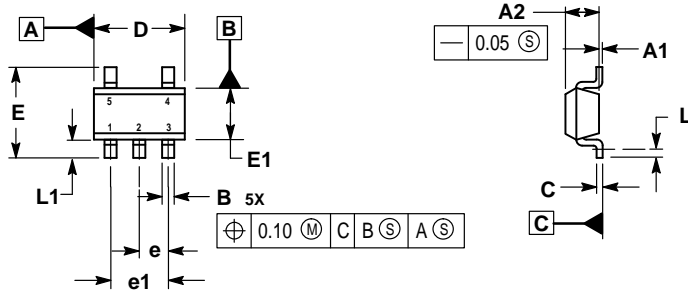 A
D
B
A2
— 0.05 Ⓢ
A1
E
5 4
1 2 3
E1
L
L1
B 5X
C
⌖ 0.10 Ⓜ C B Ⓢ A Ⓢ
C
e
e1